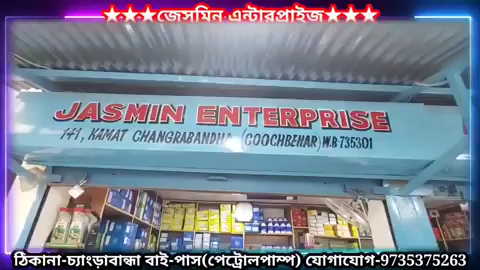 ★★★জেসমিন এন্টারপ্রাইজ★★★
JASMIN ENTERPRISE
141, KAMAT CHANGRABANDHA (COOCHBEHAR) W.B-735301
ঠিকানা-চ্যাংড়াবান্ধা বাই-পাস(পেট্রোলপাম্প) যোগাযোগ-9735375263